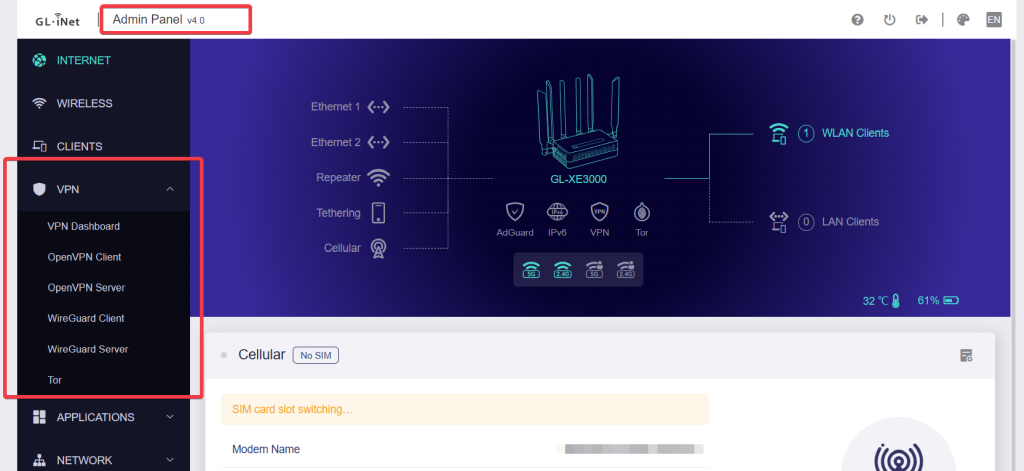 GL·iNet
Admin Panel v4.0
EN
INTERNET
WIRELESS
CLIENTS
VPN
VPN Dashboard
OpenVPN Client
OpenVPN Server
WireGuard Client
WireGuard Server
Tor
APPLICATIONS
NETWORK
Ethernet 1
Ethernet 2
Repeater
Tethering
Cellular
GL-XE3000
IPv6
VPN
AdGuard
IPv6
VPN
Tor
5G
2.4G
5G
2.4G
1 WLAN Clients
0 LAN Clients
32 °C
61%
Cellular
No SIM
SIM card slot switching…
Modem Name